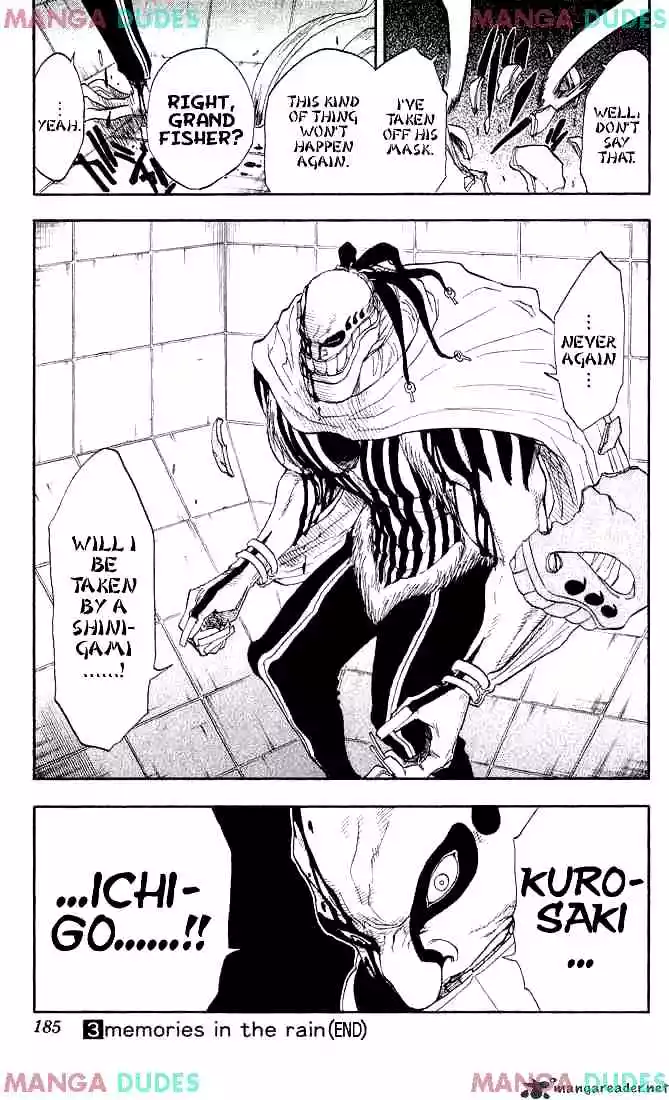 MANGA DUDES
MANGA DUDES
WELL,
DON'T
SAY
THAT.
I'VE
TAKEN
OFF HIS
MASK.
THIS KIND
OF THING
WON'T
HAPPEN
AGAIN.
RIGHT,
GRAND
FISHER?
...
YEAH.
...
NEVER
AGAIN
...
WILL I
BE
TAKEN
BY A
SHINI-
GAMI
......!
KURO-
SAKI
...
...ICHI-
GO......!!
185 3 memories in the rain(END)
MANGA DUDES
MANGA DUDES
mangareader.net